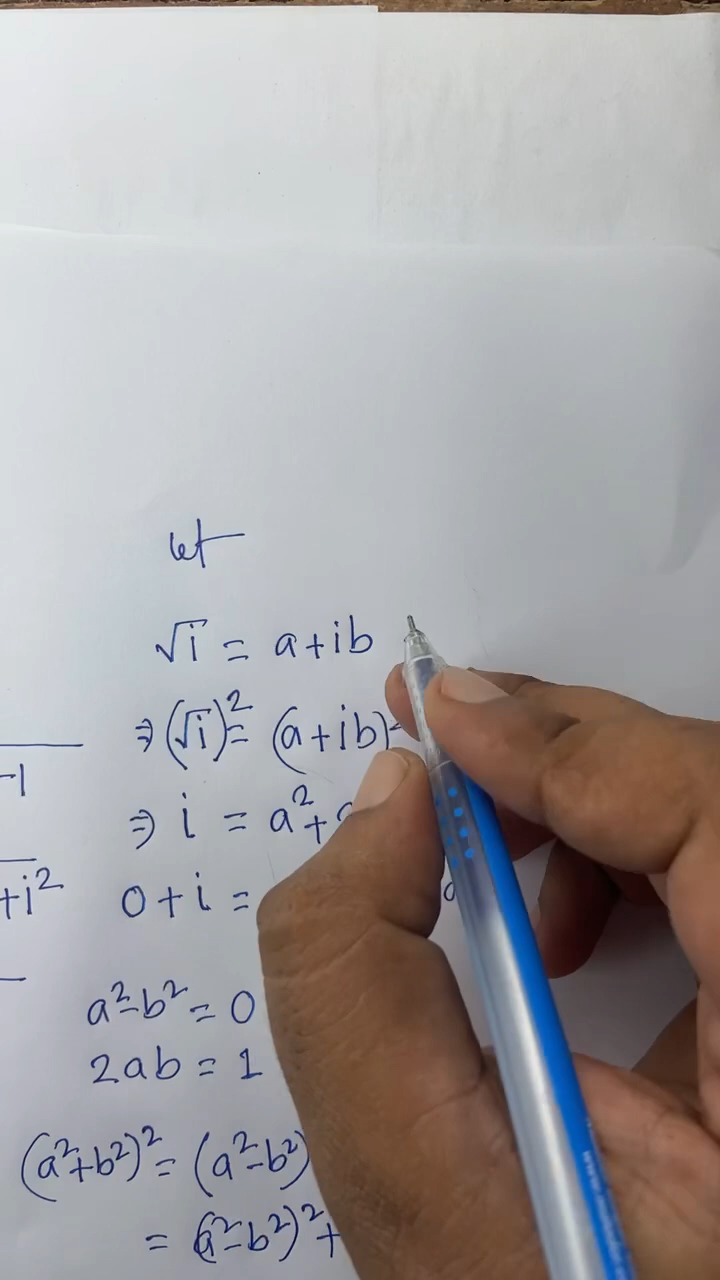 let
√i = a+ib
⇒ (√i)² = (a+ib)²
-1
⇒ i = a²+
+i² 0+i =
a²-b² = 0
2ab = 1
(a²+b²)² = (a²-b²)
= (a²-b²)²+